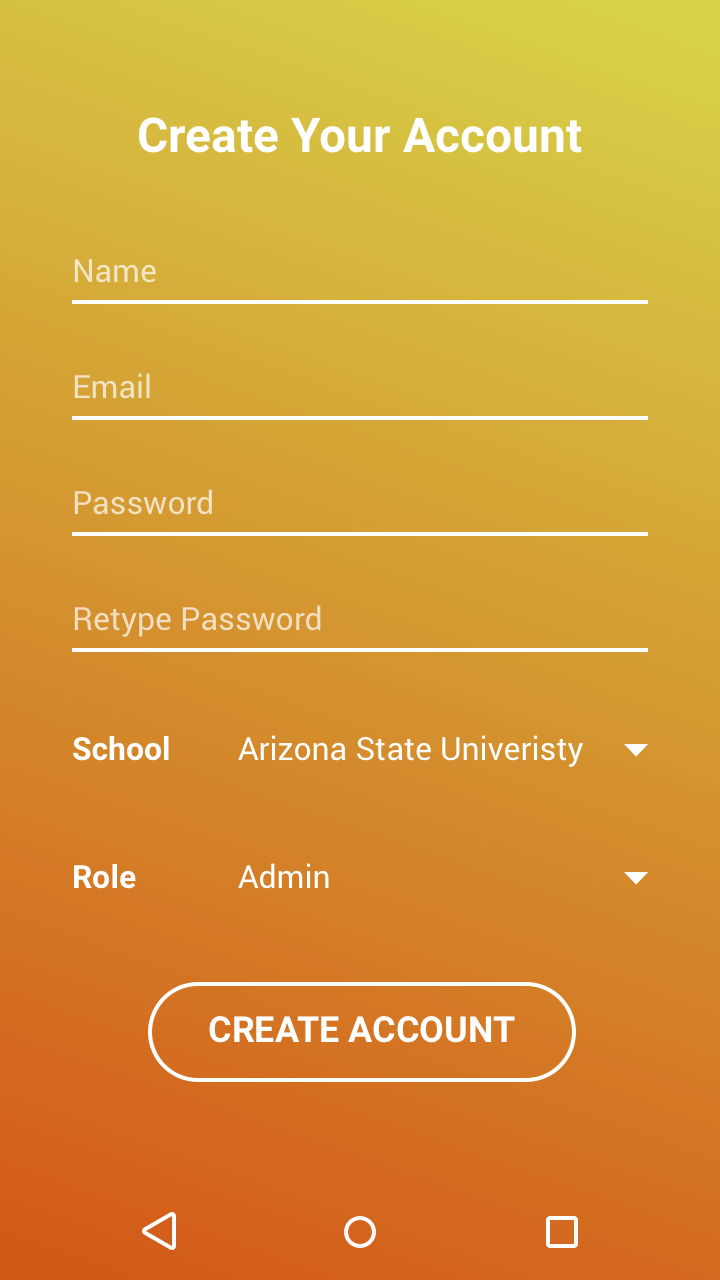 Create Your Account
Name
Email
Password
Retype Password
School Arizona State Univeristy
Role Admin
CREATE ACCOUNT